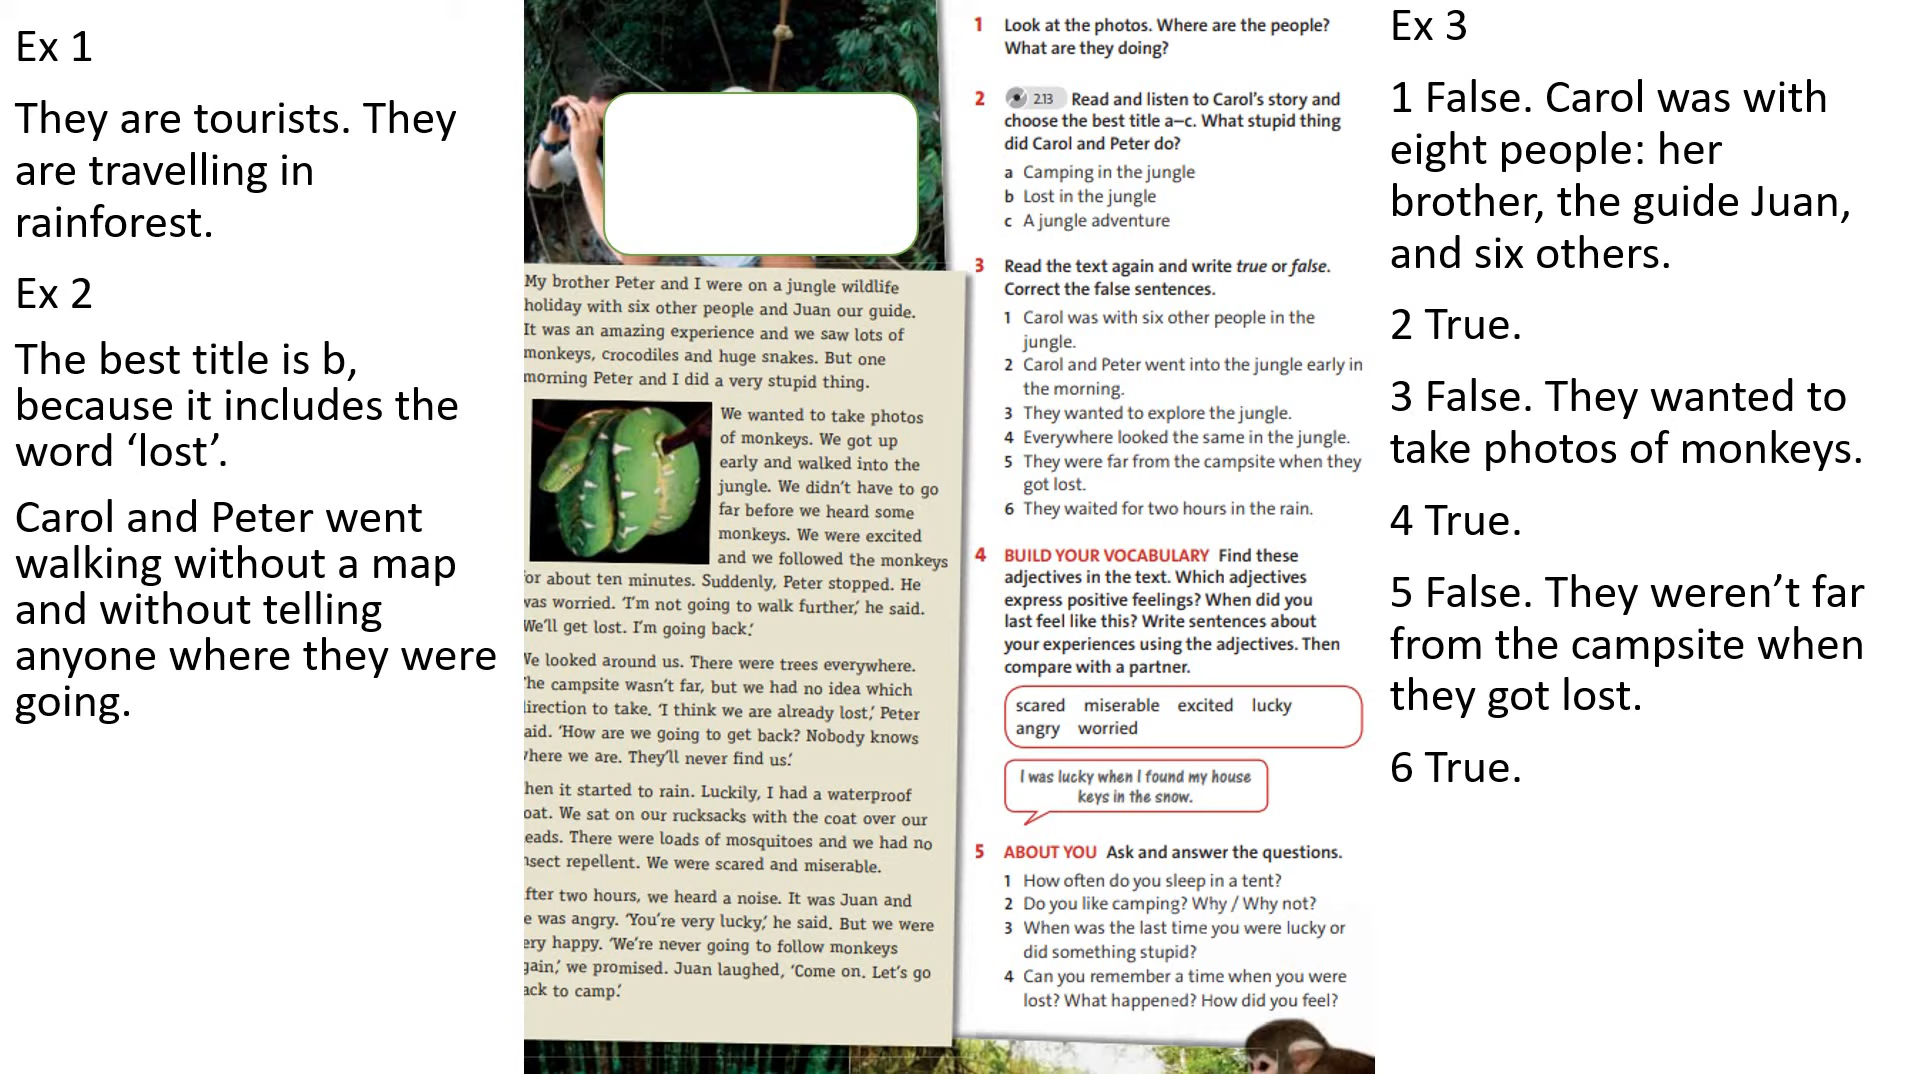 Ex 1
They are tourists. They
are travelling in
rainforest.
Ex 2
The best title is b,
because it includes the
word ‘lost’.
Carol and Peter went
walking without a map
and without telling
anyone where they were
going.
My brother Peter and I were on a jungle wildlife
holiday with six other people and Juan our guide.
It was an amazing experience and we saw lots of
monkeys, crocodiles and huge snakes. But one
morning Peter and I did a very stupid thing.
We wanted to take photos
of monkeys. We got up
early and walked into the
jungle. We didn't have to go
far before we heard some
monkeys. We were excited
and we followed the monkeys
or about ten minutes. Suddenly, Peter stopped. He
was worried. 'I'm not going to walk further,' he said.
We'll get lost. I'm going back.'
We looked around us. There were trees everywhere.
he campsite wasn't far, but we had no idea which
irection to take. 'I think we are already lost,' Peter
aid. 'How are we going to get back? Nobody knows
where we are. They'll never find us.'
hen it started to rain. Luckily, I had a waterproof
oat. We sat on our rucksacks with the coat over our
eads. There were loads of mosquitoes and we had no
nsect repellent. We were scared and miserable.
fter two hours, we heard a noise. It was Juan and
e was angry. 'You're very lucky,' he said. But we were
ery happy. 'We're never going to follow monkeys
gain,' we promised. Juan laughed, 'Come on. Let's go
ack to camp.'
1 Look at the photos. Where are the people?
What are they doing?
2 2.13 Read and listen to Carol's story and
choose the best title a–c. What stupid thing
did Carol and Peter do?
a Camping in the jungle
b Lost in the jungle
c A jungle adventure
3 Read the text again and write true or false.
Correct the false sentences.
1 Carol was with six other people in the
jungle.
2 Carol and Peter went into the jungle early in
the morning.
3 They wanted to explore the jungle.
4 Everywhere looked the same in the jungle.
5 They were far from the campsite when they
got lost.
6 They waited for two hours in the rain.
4 BUILD YOUR VOCABULARY Find these
adjectives in the text. Which adjectives
express positive feelings? When did you
last feel like this? Write sentences about
your experiences using the adjectives. Then
compare with a partner.
scared miserable excited lucky
angry worried
I was lucky when I found my house
keys in the snow.
5 ABOUT YOU Ask and answer the questions.
1 How often do you sleep in a tent?
2 Do you like camping? Why / Why not?
3 When was the last time you were lucky or
did something stupid?
4 Can you remember a time when you were
lost? What happened? How did you feel?
Ex 3
1 False. Carol was with
eight people: her
brother, the guide Juan,
and six others.
2 True.
3 False. They wanted to
take photos of monkeys.
4 True.
5 False. They weren’t far
from the campsite when
they got lost.
6 True.